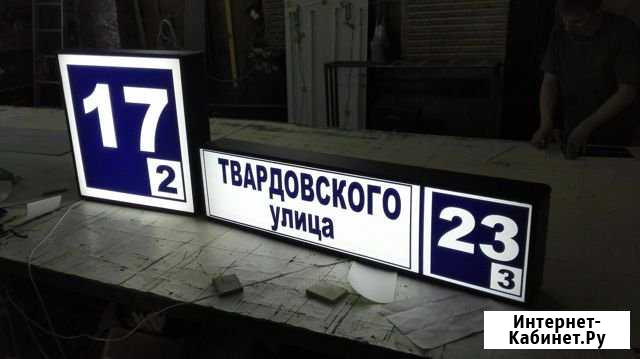 17
2
ТВАРДОВСКОГО
улица
23
3
Интернет-
Кабинет.Ру